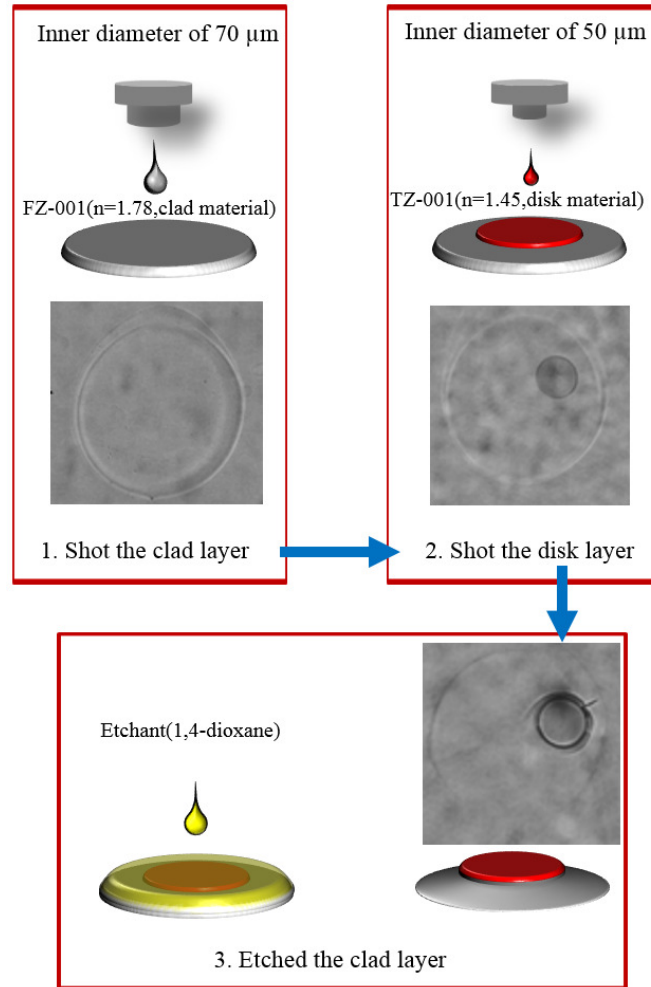 Inner diameter of 70 µm
FZ-001(n=1.78,clad material)
1. Shot the clad layer
Inner diameter of 50 µm
TZ-001(n=1.45,disk material)
2. Shot the disk layer
Etchant(1,4-dioxane)
3. Etched the clad layer